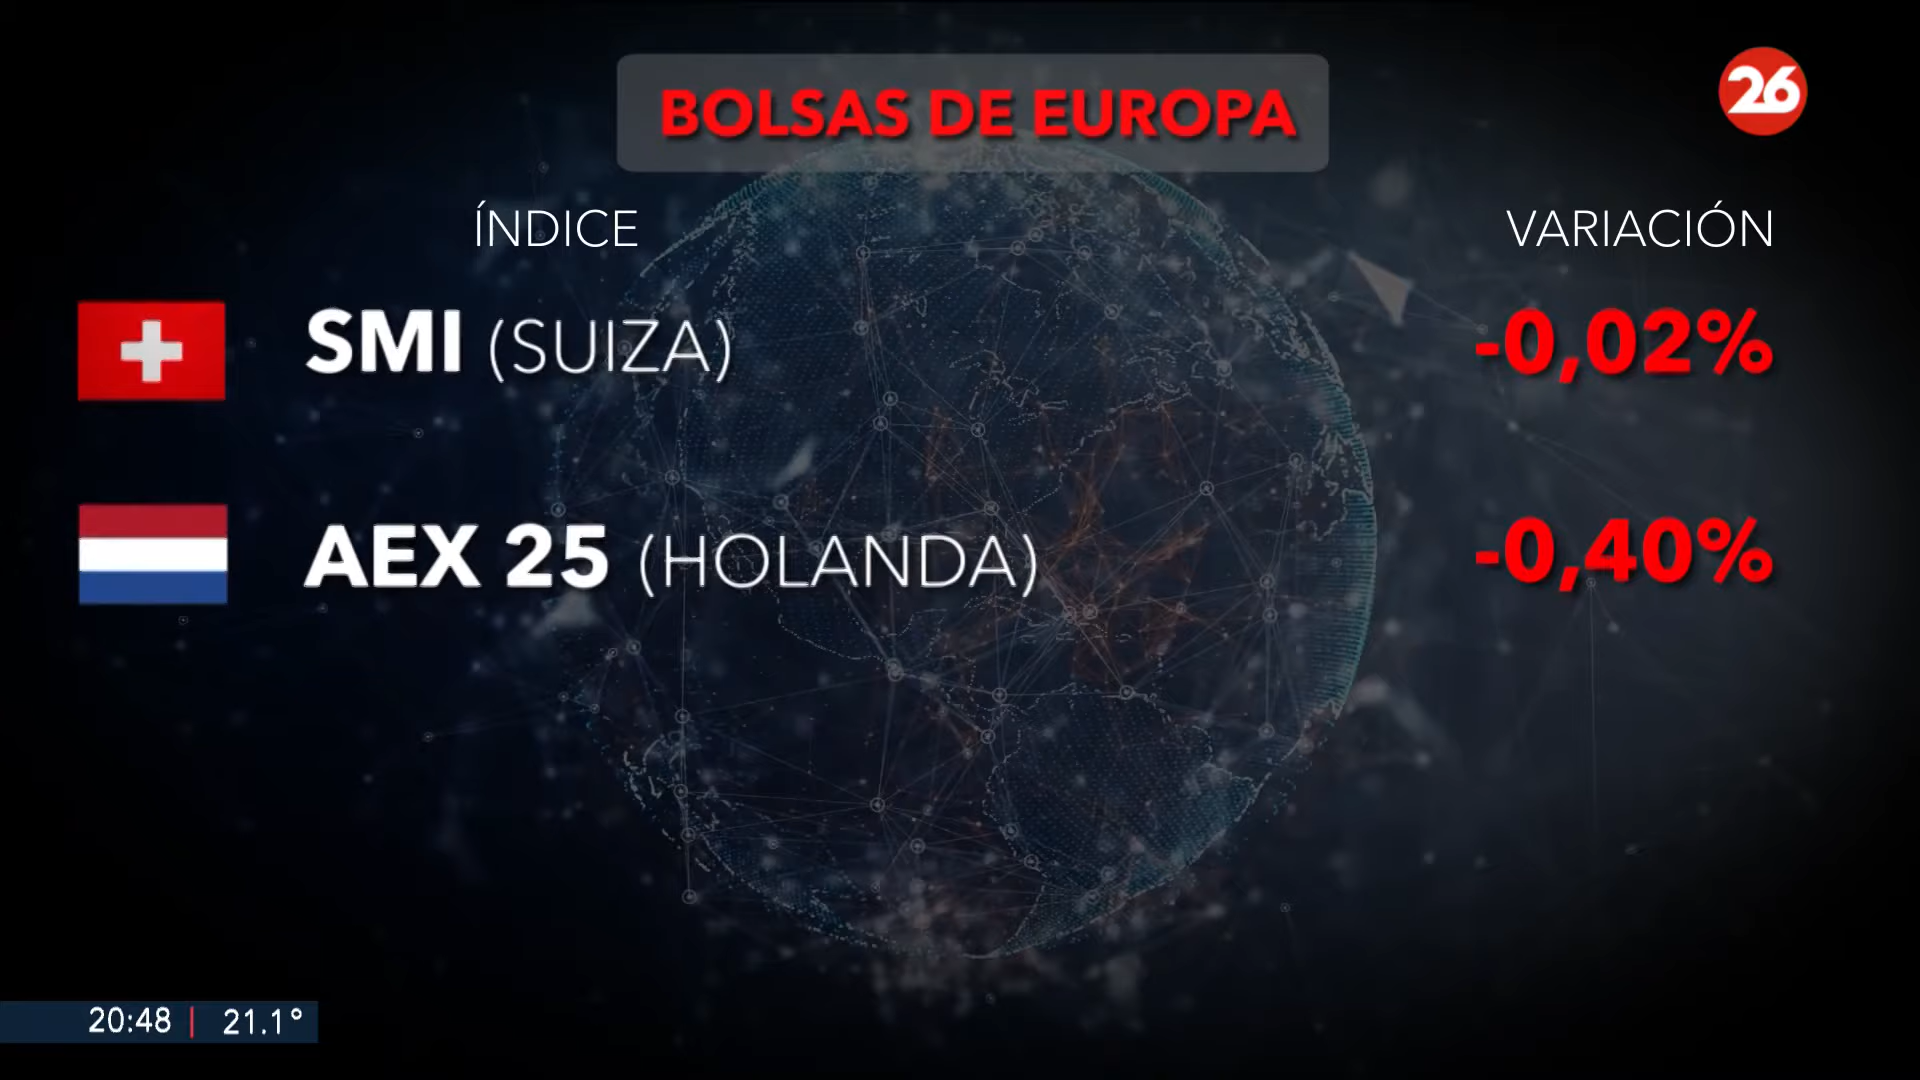 BOLSAS DE EUROPA
26
ÍNDICE VARIACIÓN
SMI (SUIZA) -0,02%
AEX 25 (HOLANDA) -0,40%
20:48 | 21.1°